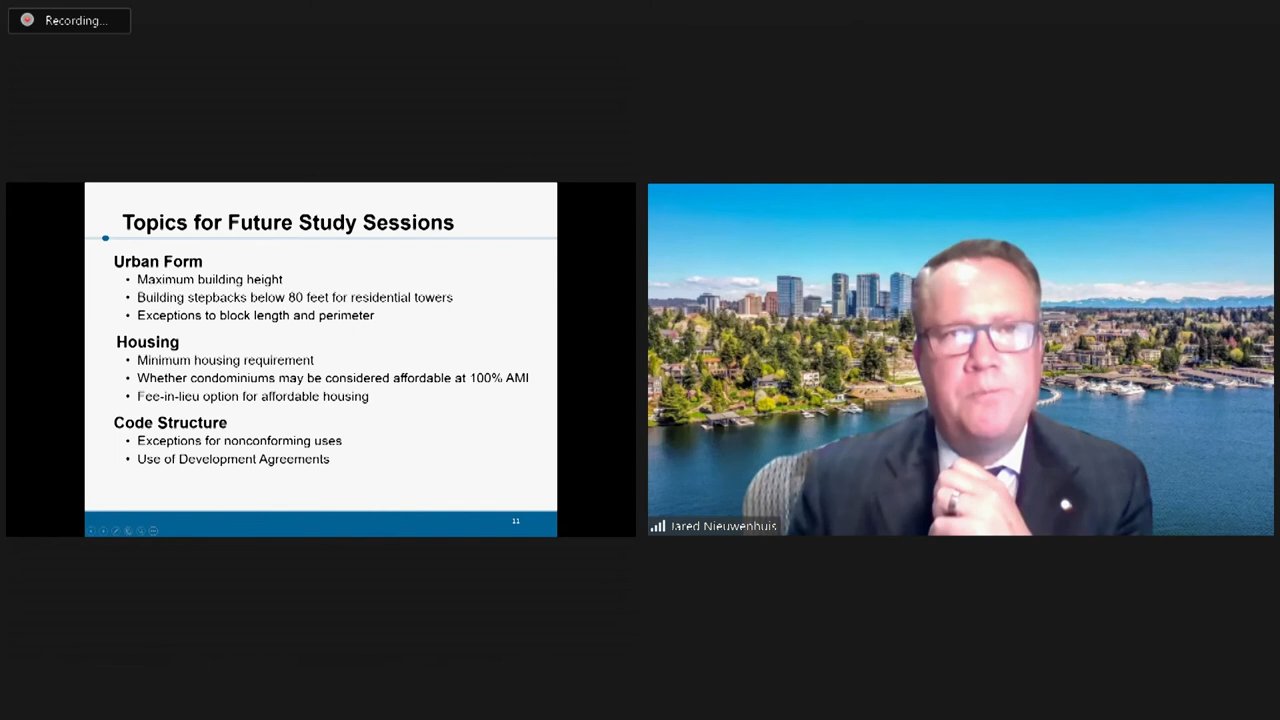 Recording...
Topics for Future Study Sessions
Urban Form
• Maximum building height
• Building stepbacks below 80 feet for residential towers
• Exceptions to block length and perimeter
Housing
• Minimum housing requirement
• Whether condominiums may be considered affordable at 100% AMI
• Fee-in-lieu option for affordable housing
Code Structure
• Exceptions for nonconforming uses
• Use of Development Agreements
11
Jared Nieuwenhuis